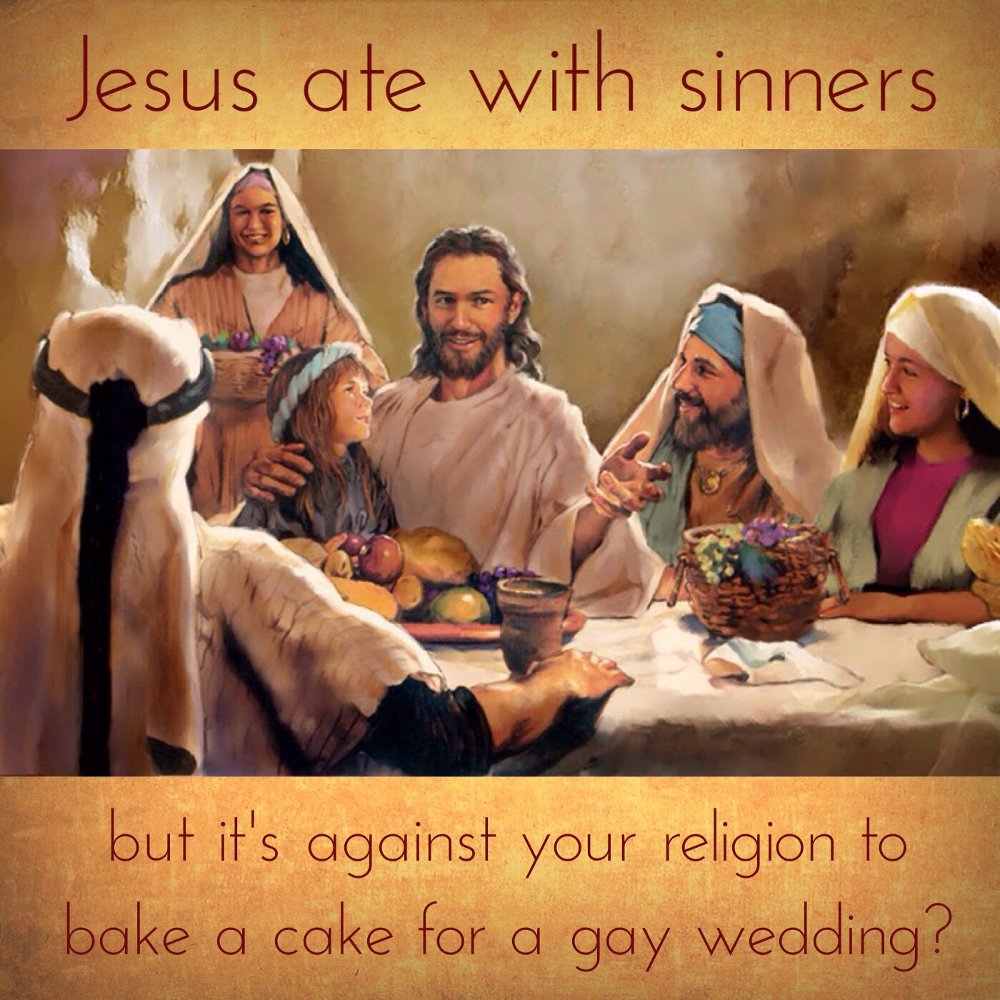 Jesus ate with sinners
but it's against your religion to
bake a cake for a gay wedding?